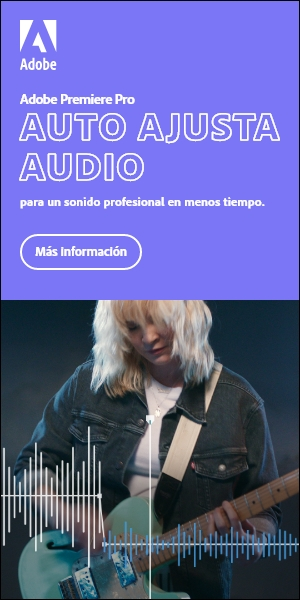 Adobe
Adobe Premiere Pro
AUTO AJUSTA
AUDIO
para un sonido profesional en menos tiempo.
Más información